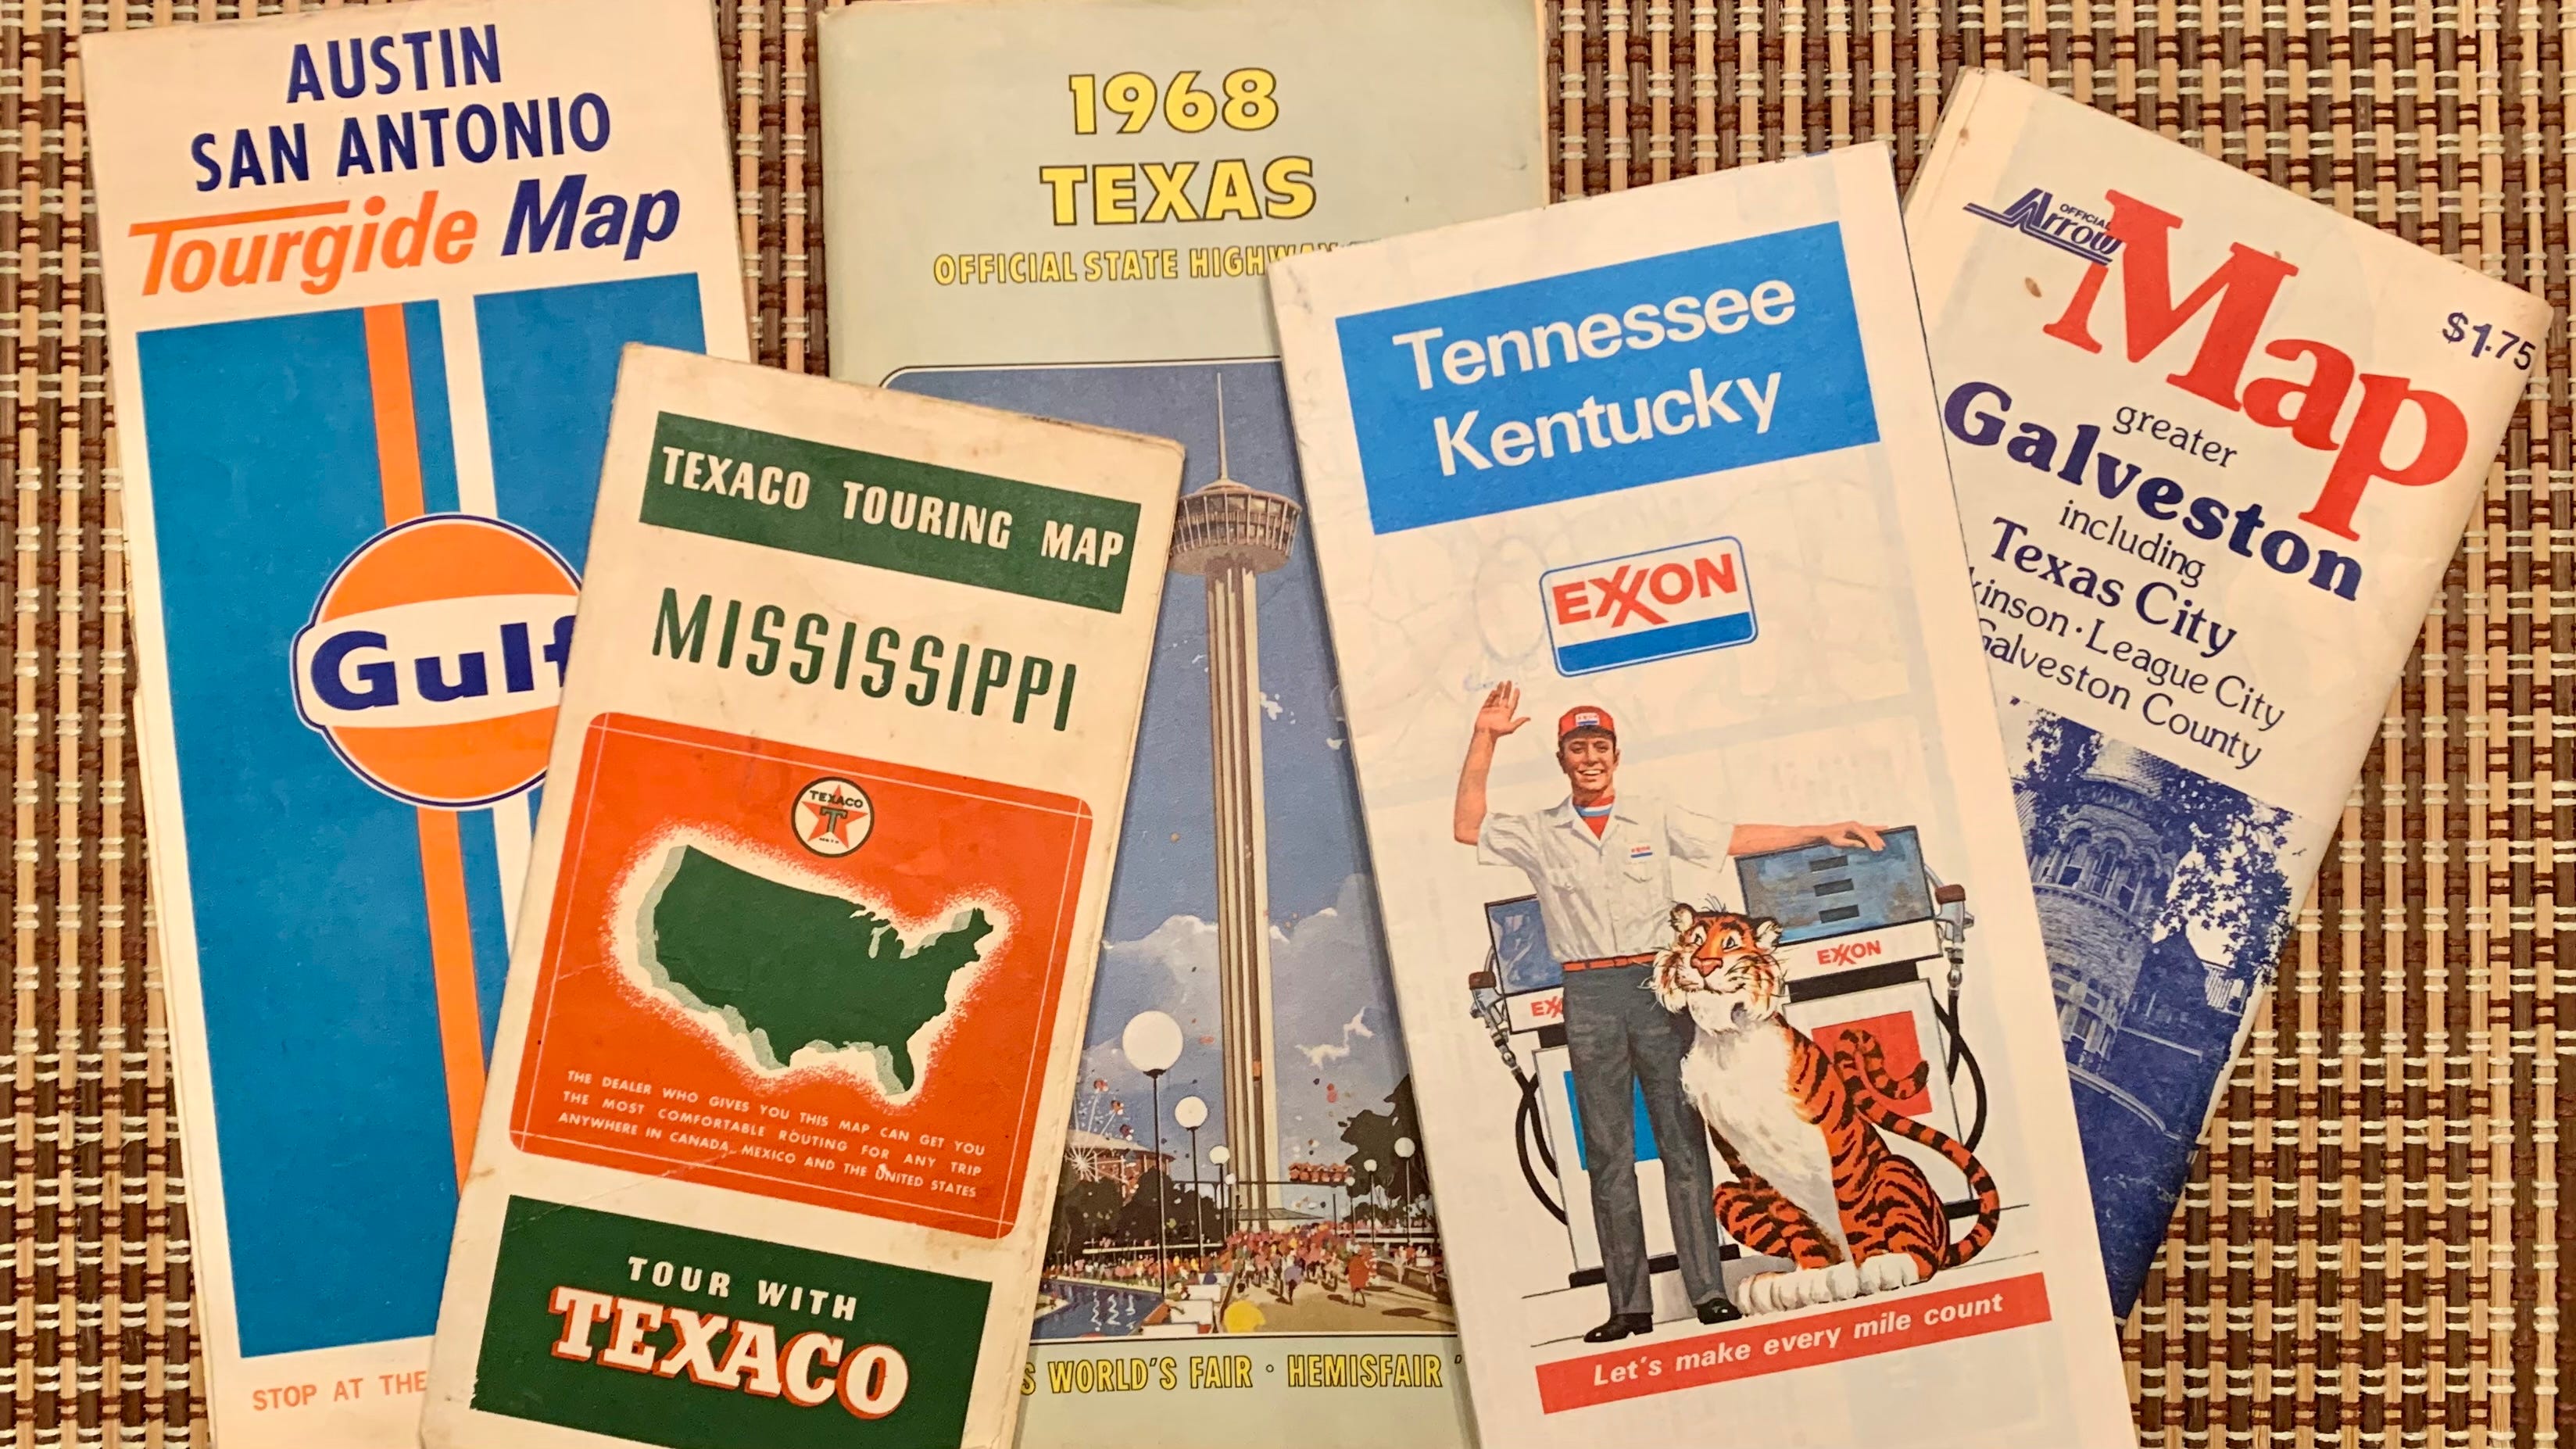 AUSTIN
SAN ANTONIO
Tourgide Map
Gulf
STOP AT THE
TEXACO TOURING MAP
MISSISSIPPI
TEXACO
T
THE DEALER WHO GIVES YOU THIS MAP CAN GET YOU
THE MOST COMFORTABLE ROUTING FOR ANY TRIP
ANYWHERE IN CANADA, MEXICO AND THE UNITED STATES
TOUR WITH
TEXACO
1968
TEXAS
OFFICIAL STATE HIGHWAY
WORLD'S FAIR · HEMISFAIR '
Tennessee
Kentucky
EXXON
EXXON
EXX
Let's make every mile count
OFFICIAL
Arrow
Map
$1.75
greater
Galveston
including
Texas City
kinson · League City
Galveston County